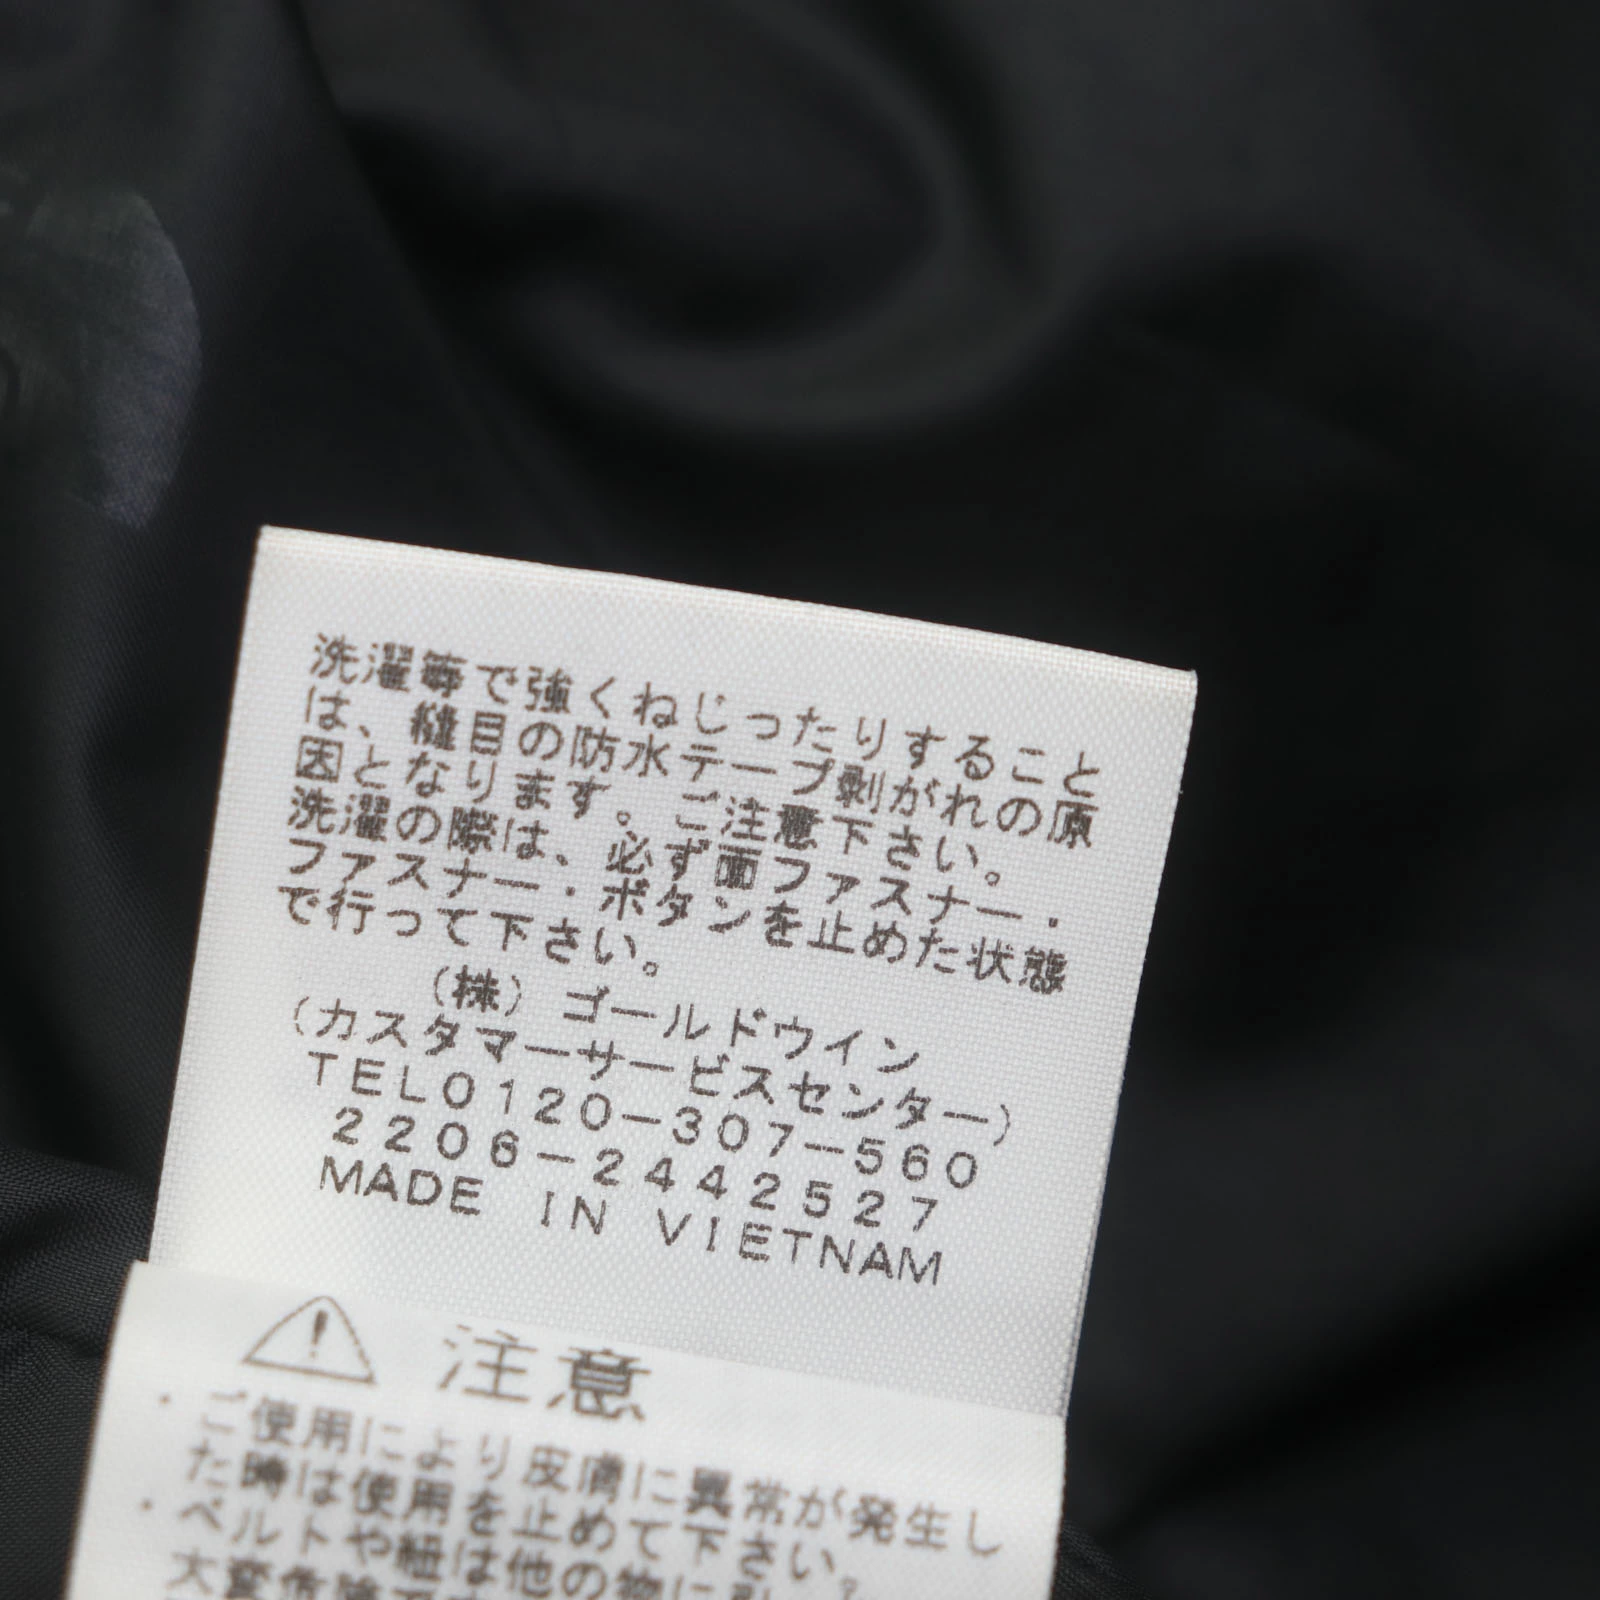 洗濯等で強くねじったりすること
は、縫目の防水テープ剥がれの原
因となります。ご注意下さい。
洗濯の際は、必ず面ファスナー・
ファスナー・ボタンを止めた状態
で行って下さい。
(株)ゴールドウイン
(カスタマーサービスセンター)
TEL0120-307-560
2206-2442527
MADE IN VIETNAM
注意
・ご使用により皮膚に異常が発生し
た時は使用を止めて下さい。
・ベルトや紐は他の物に引
大変危険で